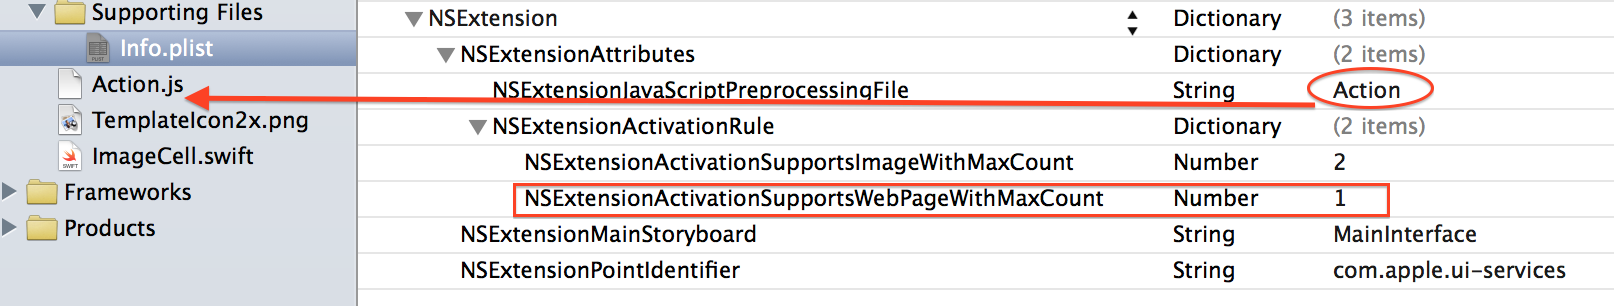 Supporting Files
Info.plist
PLIST
Action.js
TemplateIcon2x.png
ImageCell.swift
SWIFT
Frameworks
Products
NSExtension Dictionary (3 items)
NSExtensionAttributes Dictionary (2 items)
NSExtensionJavaScriptPreprocessingFile String Action
NSExtensionActivationRule Dictionary (2 items)
NSExtensionActivationSupportsImageWithMaxCount Number 2
NSExtensionActivationSupportsWebPageWithMaxCount Number 1
NSExtensionMainStoryboard String MainInterface
NSExtensionPointIdentifier String com.apple.ui-services